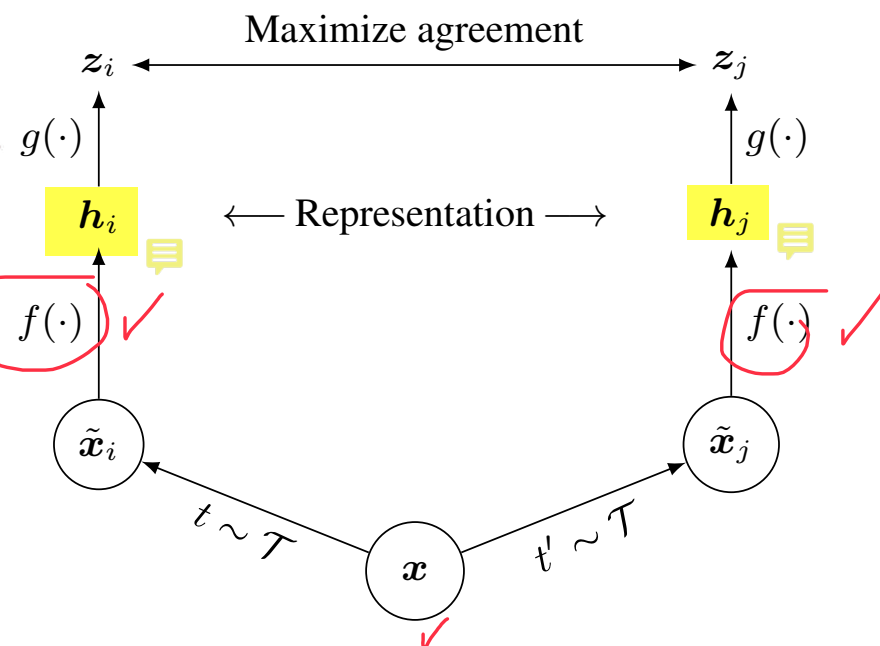 Maximize agreement
z_i z_j
g(·) g(·)
h_i ← Representation → h_j
f(·) f(·)
x̃_i x̃_j
t ∼ 𝒯 t' ∼ 𝒯
x